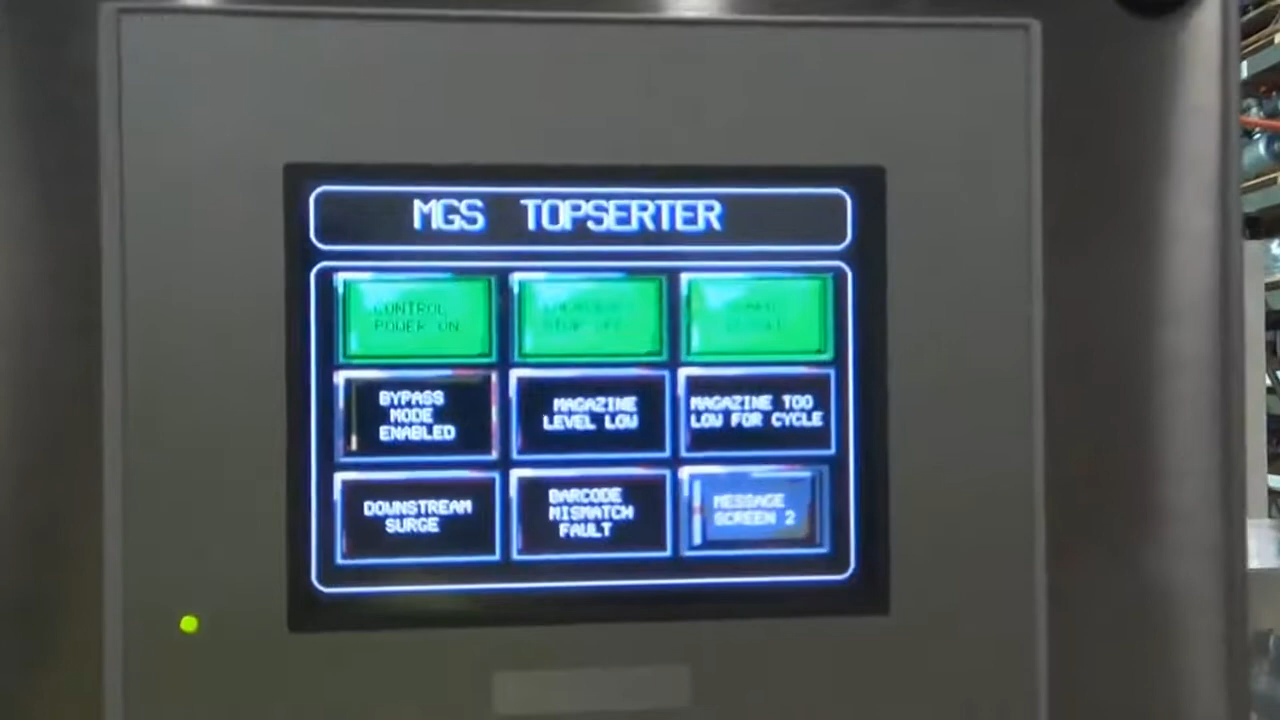 MGS TOPSERTER
CONTROL
POWER ON
BYPASS
MODE
ENABLED
MAGAZINE
LEVEL LOW
MAGAZINE TOO
LOW FOR CYCLE
DOWNSTREAM
SURGE
BARCODE
MISMATCH
FAULT
MESSAGE
SCREEN 2